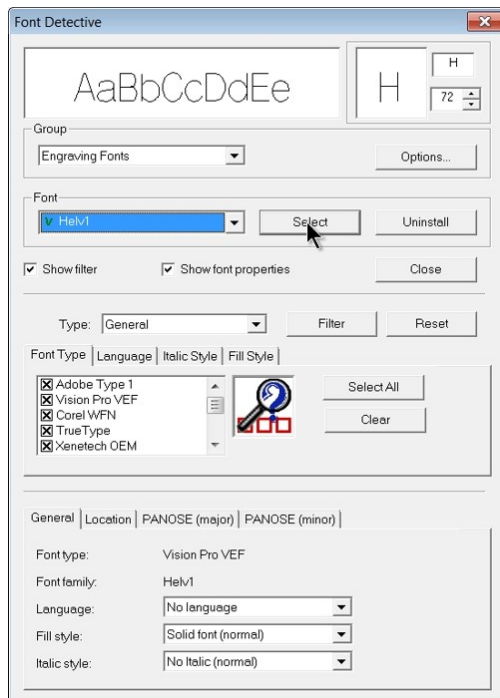 Font Detective
AaBbCcDdEe
H
H
72
Group
Engraving Fonts
Options...
Font
V Helv1
Select
Uninstall
Show filter
Show font properties
Close
Type: General
Filter
Reset
Font Type Language Italic Style Fill Style
Adobe Type 1
Vision Pro VEF
Corel WFN
TrueType
Xenetech OEM
Select All
Clear
General Location PANOSE (major) PANOSE (minor)
Font type: Vision Pro VEF
Font family: Helv1
Language: No language
Fill style: Solid font (normal)
Italic style: No Italic (normal)